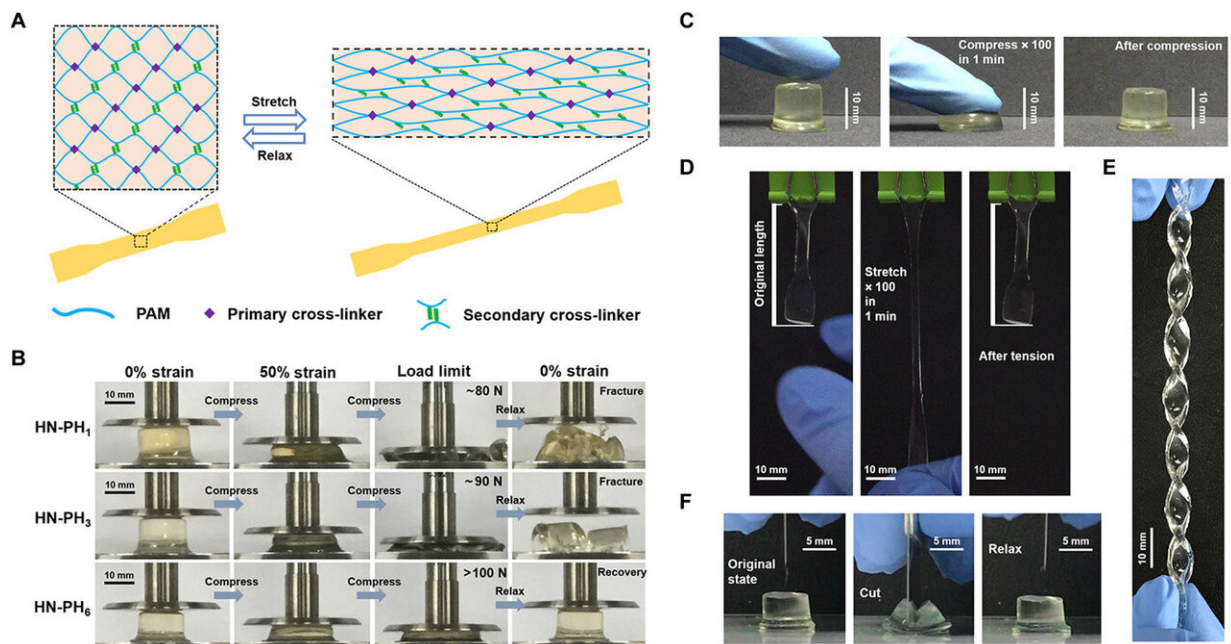 A
Stretch
Relax
PAM
Primary cross-linker
Secondary cross-linker
B
0% strain
50% strain
Load limit
0% strain
HN-PH₁
10 mm
Compress
Compress
~80 N
Relax
Fracture
HN-PH₃
10 mm
Compress
Compress
~90 N
Relax
Fracture
HN-PH₆
10 mm
Compress
Compress
>100 N
Relax
Recovery
C
10 mm
Compress × 100
in 1 min
10 mm
After compression
10 mm
D
Original length
10 mm
Stretch
× 100
in
1 min
10 mm
After tension
10 mm
E
10 mm
F
Original
state
5 mm
Cut
5 mm
Relax
5 mm